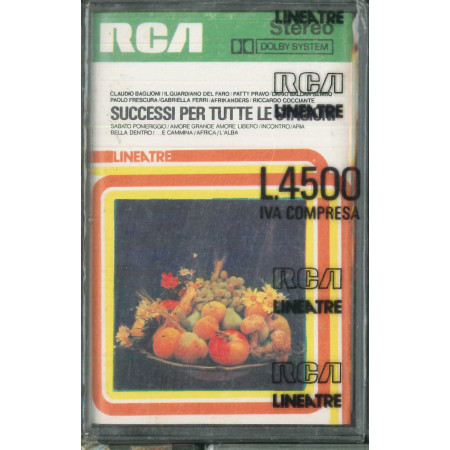 LINEATRE
RCA
Stereo
DOLBY SYSTEM
RCA
CLAUDIO BAGLIONI / IL GUARDIANO DEL FARO / PATTY PRAVO /
PAOLO FRESCURA / GABRIELLA FERRI / AFRIKANDERS / RICCARDO COCCIANTE
LINEATRE
SUCCESSI PER TUTTE LE
SABATO POMERIGGIO / AMORE GRANDE AMORE LIBERO / INCONTRO / ARIA
BELLA DENTRO / ...E CAMMINA / AFRICA / L'ALBA
LINEATRE
L.4500
IVA COMPRESA
RCA
LINEATRE
RCA
LINEATRE
LINEATRE